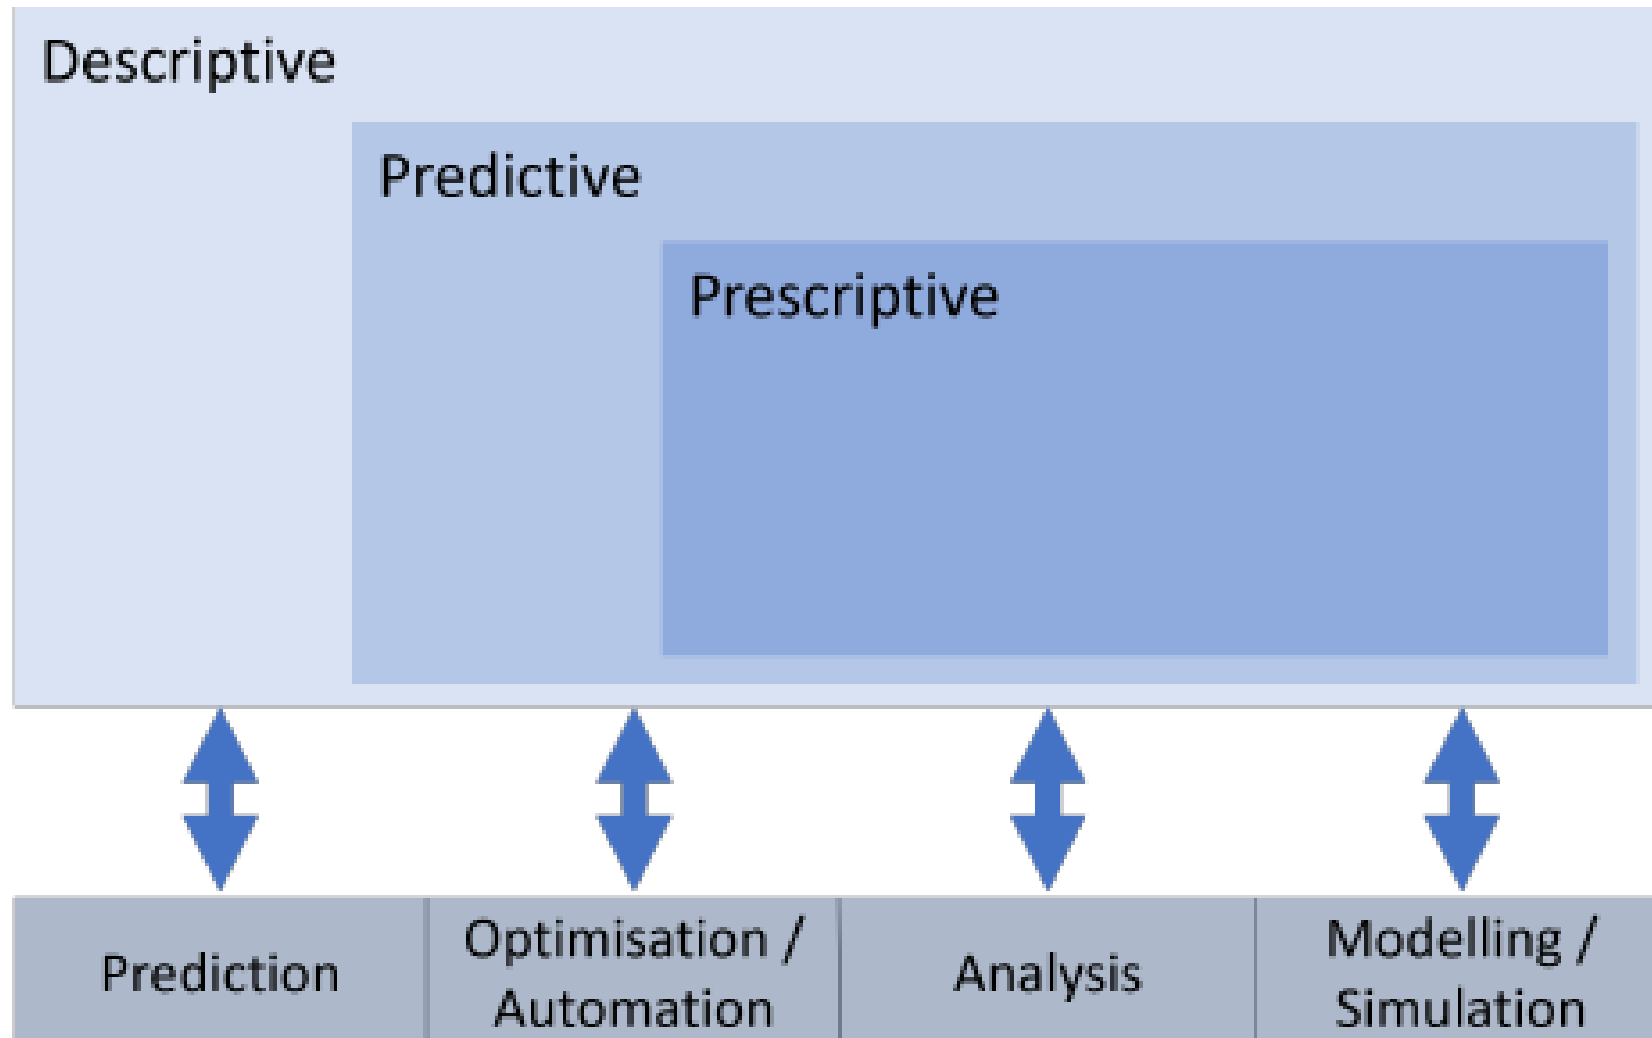 Descriptive
Predictive
Prescriptive
Prediction
Optimisation /
Automation
Analysis
Modelling /
Simulation